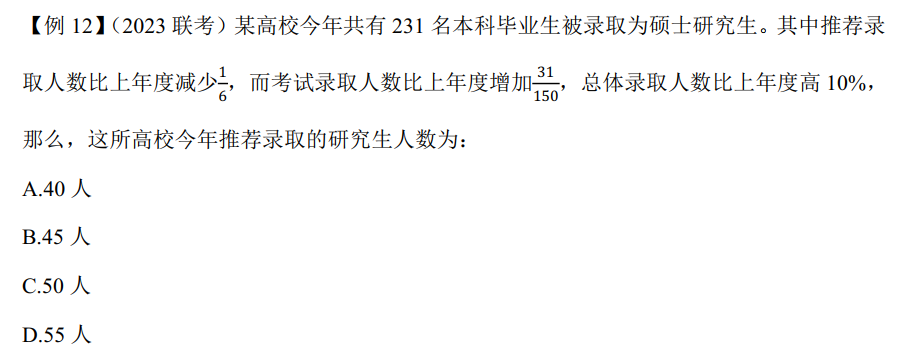 【例 12】（2023 联考）某高校今年共有 231 名本科毕业生被录取为硕士研究生。其中推荐录
取人数比上年度减少1/6，而考试录取人数比上年度增加31/150，总体录取人数比上年度高 10%，
那么，这所高校今年推荐录取的研究生人数为：
A.40 人
B.45 人
C.50 人
D.55 人